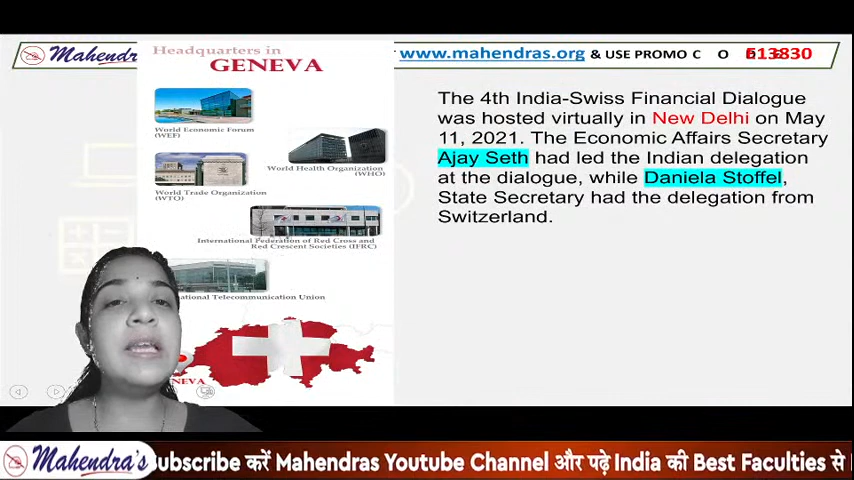 Mahendra
www.mahendras.org & USE PROMO C O
Headquarters in
GENEVA
World Economic Forum
(WEF)
World Health Organization
(WHO)
World Trade Organization
(WTO)
International Federation of Red Cross and
Red Crescent Societies (IFRC)
national Telecommunication Union
NEVA
The 4th India-Swiss Financial Dialogue
was hosted virtually in New Delhi on May
11, 2021. The Economic Affairs Secretary
Ajay Seth had led the Indian delegation
at the dialogue, while Daniela Stoffel,
State Secretary had the delegation from
Switzerland.
Mahendra's
Subscribe करें Mahendras Youtube Channel और पढ़े India की Best Faculties से